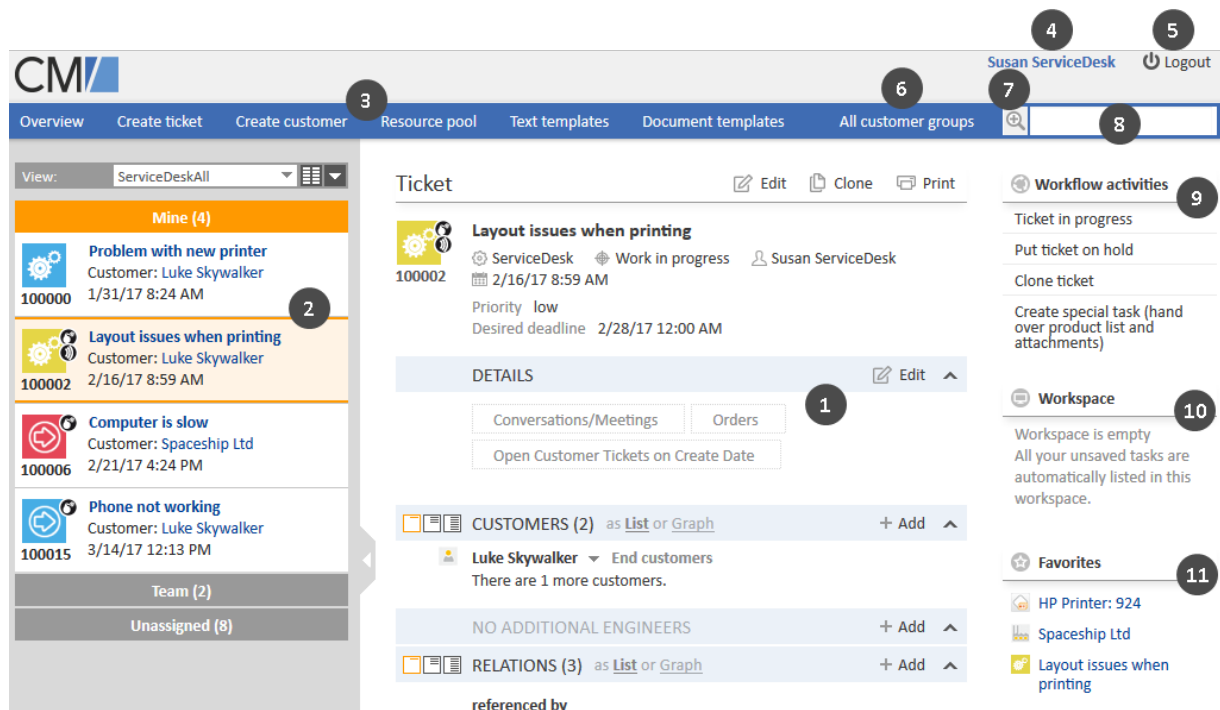 4
5
Susan ServiceDesk
Logout
CM/
3
6
7
Overview
Create ticket
Create customer
Resource pool
Text templates
Document templates
All customer groups
8
View:
ServiceDeskAll
Mine (4)
Problem with new printer
Customer: Luke Skywalker
1/31/17 8:24 AM
100000
2
Layout issues when printing
Customer: Luke Skywalker
2/16/17 8:59 AM
100002
Computer is slow
Customer: Spaceship Ltd
2/21/17 4:24 PM
100006
Phone not working
Customer: Luke Skywalker
3/14/17 12:13 PM
100015
Team (2)
Unassigned (8)
Ticket
Edit
Clone
Print
Layout issues when printing
ServiceDesk
Work in progress
Susan ServiceDesk
100002
2/16/17 8:59 AM
Priority low
Desired deadline 2/28/17 12:00 AM
DETAILS
Edit
1
Conversations/Meetings
Orders
Open Customer Tickets on Create Date
CUSTOMERS (2) as List or Graph
+ Add
Luke Skywalker
End customers
There are 1 more customers.
NO ADDITIONAL ENGINEERS
+ Add
RELATIONS (3) as List or Graph
+ Add
referenced by
Workflow activities
9
Ticket in progress
Put ticket on hold
Clone ticket
Create special task (hand
over product list and
attachments)
Workspace
10
Workspace is empty
All your unsaved tasks are
automatically listed in this
workspace.
Favorites
11
HP Printer: 924
Spaceship Ltd
Layout issues when
printing